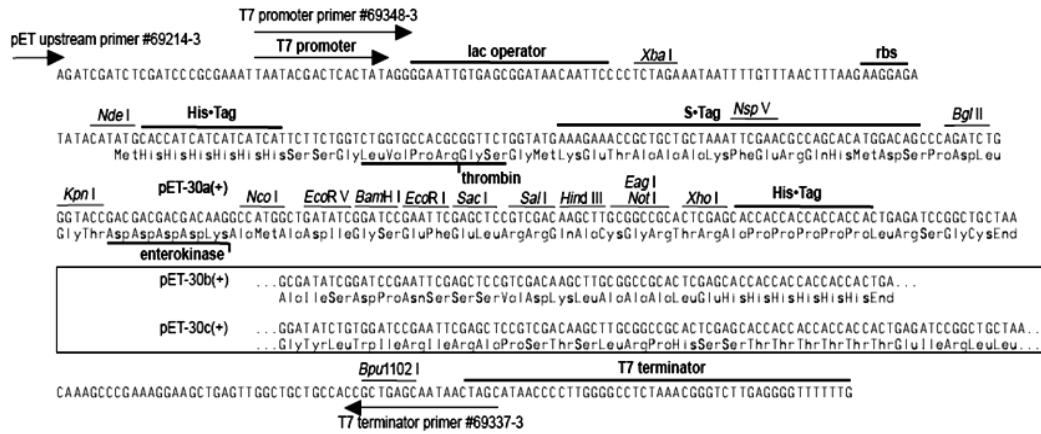 T7 promoter primer #69348-3
pET upstream primer #69214-3
T7 promoter
lac operator
Xba I
rbs
AGATCGATCTCGATCCCGCGAAATTAATACGACTCACTATAGGGGAATTGTGAGCGGATAACAATTCCCCTCTAGAAATAATTTTGTTTAACTTTAAGAAGGAGA
Nde I
His•Tag
S•Tag
Nsp V
Bgl II
TATACATATGCACCATCATCATCATCATTCTTCTGGTCTGGTGCCACGCGGTTCTGGTATGAAAGAAACCGCTGCTGCTAAATTCGAACGCCAGCACATGGACAGCCCAGATCTG
MetHisHisHisHisHisHisSerSerGlyLeuValProArgGlySerGlyMetLysGluThrAlaAlaAlaLysPheGluArgGlnHisMetAspSerProAspLeu
thrombin
Kpn I
pET-30a(+)
Nco I
EcoR V
BamH I
EcoR I
Sac I
Sal I
Hind III
Eag I
Not I
Xho I
His•Tag
GGTACCGACGACGACGACAAGGCCATGGCTGATATCGGATCCGAATTCGAGCTCCGTCGACAAGCTTGCGGCCGCACTCGAGCACCACCACCACCACCACTGAGATCCGGCTGCTAA
GlyThrAspAspAspAspLysAlaMetAlaAspIleGlySerGluPheGluLeuArgArgGlnAlaCysGlyArgThrArgAlaProProProProProProLeuArgSerGlyCysEnd
enterokinase
pET-30b(+)
...GCGATATCGGATCCGAATTCGAGCTCCGTCGACAAGCTTGCGGCCGCACTCGAGCACCACCACCACCACCACTGA...
AlaIleSerAspProAsnSerSerSerValAspLysLeuAlaAlaAlaLeuGluHisHisHisHisHisHisEnd
pET-30c(+)
...GGATATCTGTGGATCCGAATTCGAGCTCCGTCGACAAGCTTGCGGCCGCACTCGAGCACCACCACCACCACCACTGAGATCCGGCTGCTAA...
...GlyTyrLeuTrpIleArgIleArgAlaProSerThrSerLeuArgProHisSerSerThrThrThrThrThrThrGluIleArgLeuLeu...
Bpu1102 I
T7 terminator
CAAAGCCCGAAAGGAAGCTGAGTTGGCTGCTGCCACCGCTGAGCAATAACTAGCATAACCCCTTGGGGCCTCTAAACGGGTCTTGAGGGGTTTTTTG
T7 terminator primer #69337-3